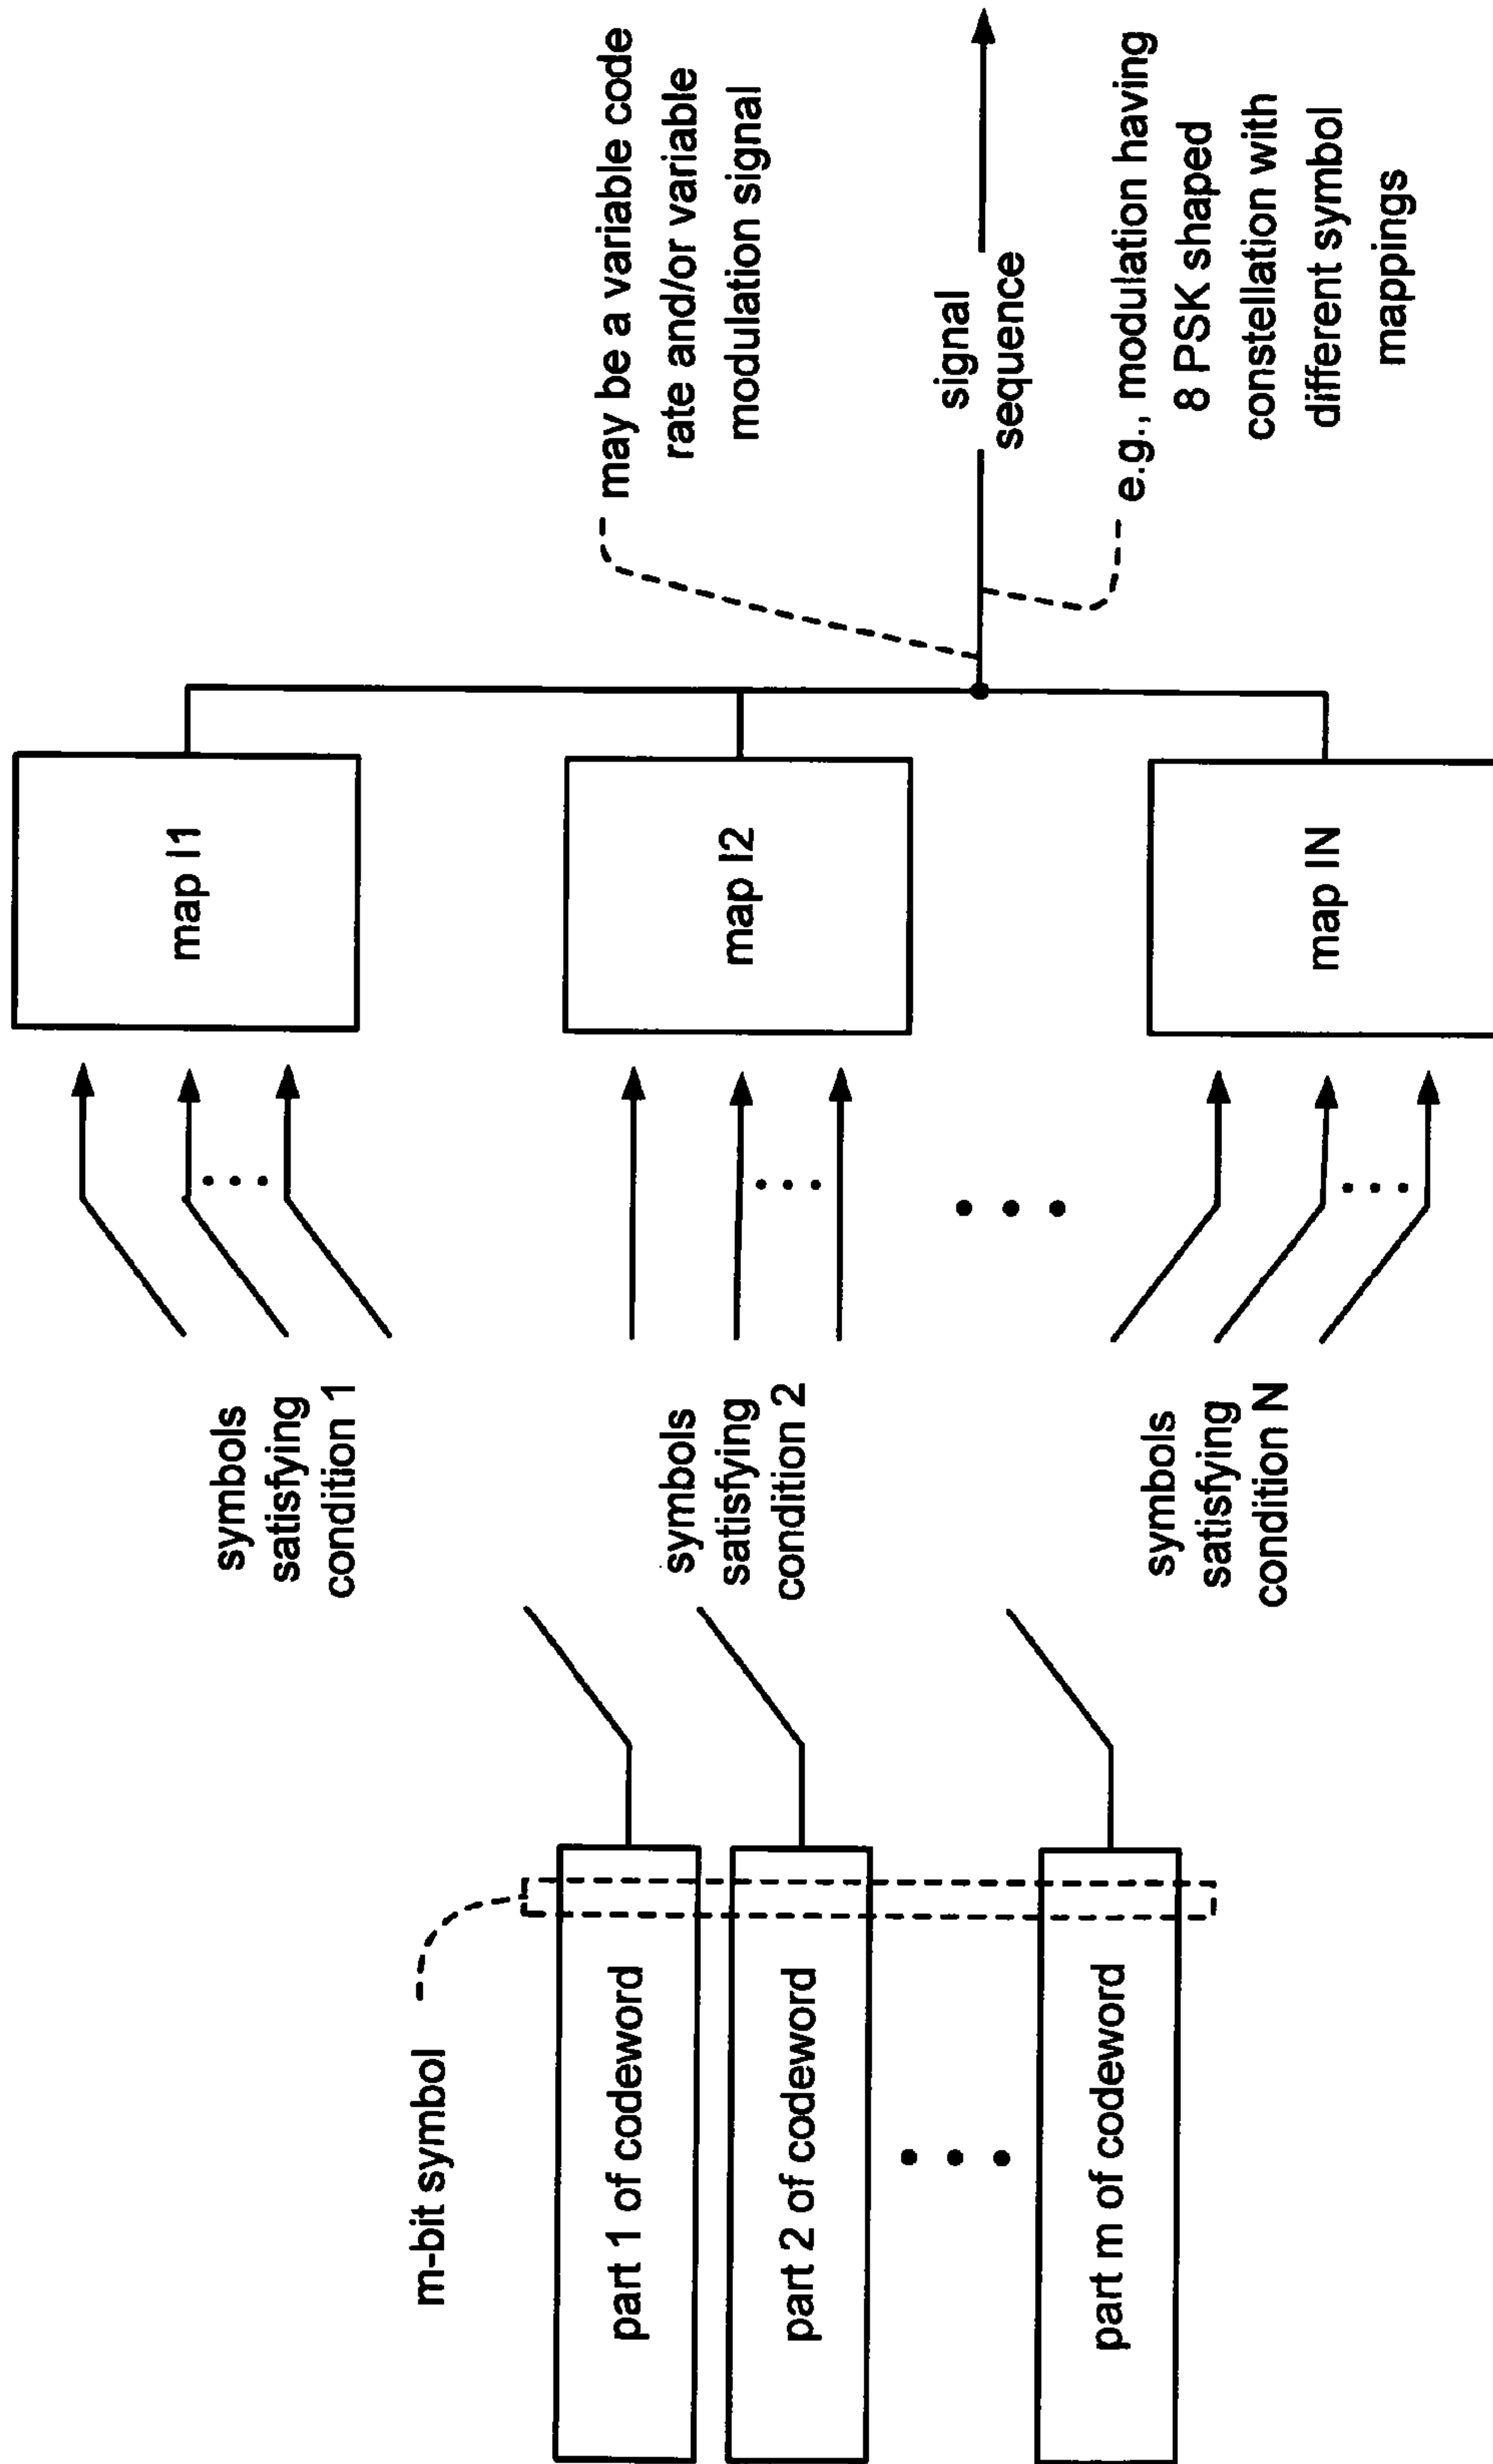 m-bit symbol
part 1 of codeword
part 2 of codeword
part m of codeword
symbols
satisfying
condition 1
symbols
satisfying
condition 2
symbols
satisfying
condition N
map I1
map I2
map IN
may be a variable code
rate and/or variable
modulation signal
signal
sequence
e.g., modulation having
8 PSK shaped
constellation with
different symbol
mappings